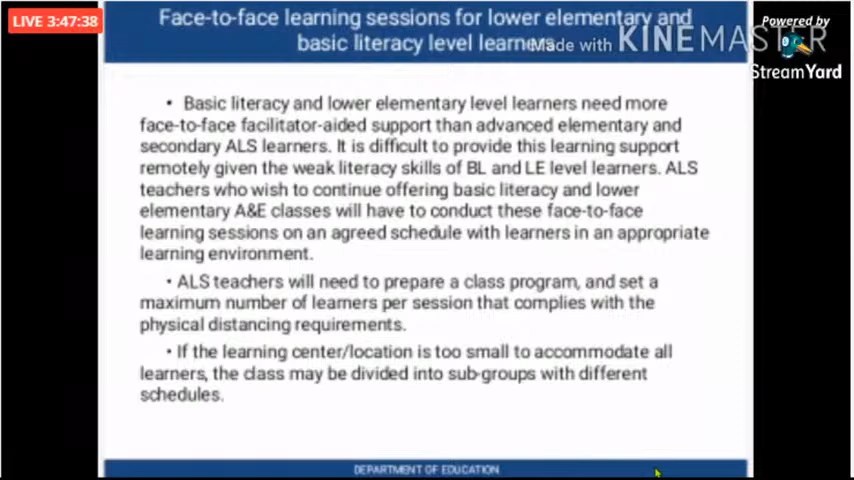 LIVE 3:47:38
Face-to-face learning sessions for lower elementary and
basic literacy level learners
Made with KINEMASTER
Powered by
StreamYard
• Basic literacy and lower elementary level learners need more
face-to-face facilitator-aided support than advanced elementary and
secondary ALS learners. It is difficult to provide this learning support
remotely given the weak literacy skills of BL and LE level learners. ALS
teachers who wish to continue offering basic literacy and lower
elementary A&E classes will have to conduct these face-to-face
learning sessions on an agreed schedule with learners in an appropriate
learning environment.
• ALS teachers will need to prepare a class program, and set a
maximum number of learners per session that complies with the
physical distancing requirements.
• If the learning center/location is too small to accommodate all
learners, the class may be divided into sub-groups with different
schedules.
DEPARTMENT OF EDUCATION